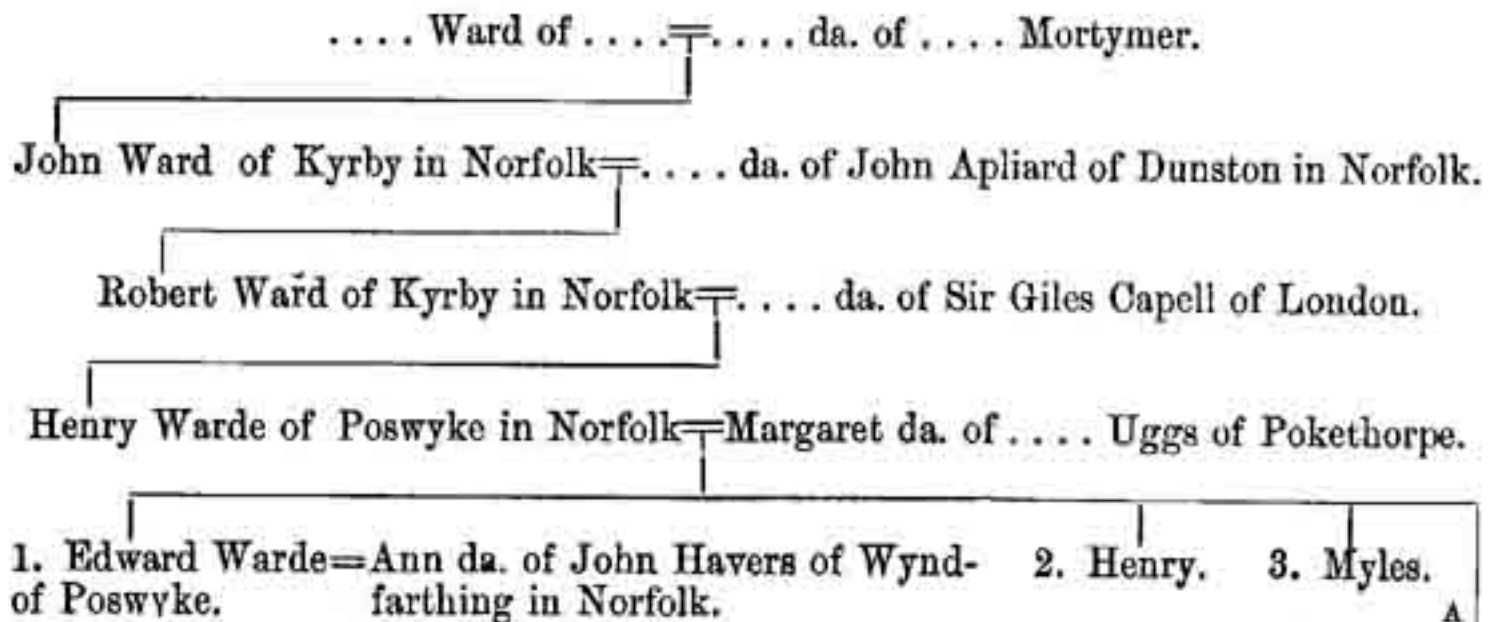 .... Ward of ....=.... da. of .... Mortymer.
John Ward of Kyrby in Norfolk=.... da. of John Apliard of Dunston in Norfolk.
Robert Ward of Kyrby in Norfolk=.... da. of Sir Giles Capell of London.
Henry Warde of Poswyke in Norfolk=Margaret da. of .... Uggs of Pokethorpe.
1. Edward Warde=Ann da. of John Havers of Wynd- 2. Henry. 3. Myles.
of Poswyke. farthing in Norfolk. A